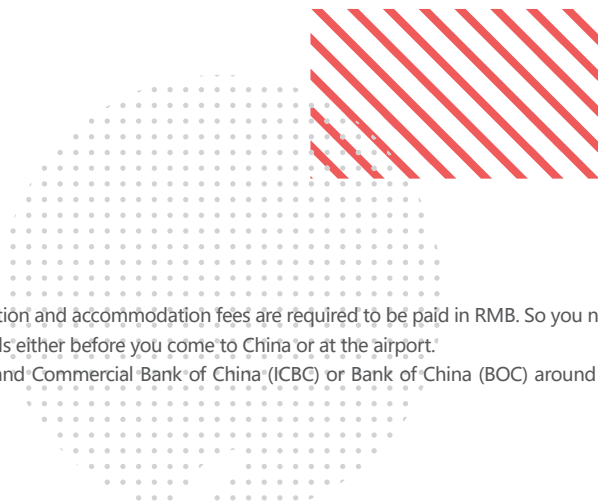 tion and accommodation fees are required to be paid in RMB. So you n
ls either before you come to China or at the airport.
and Commercial Bank of China (ICBC) or Bank of China (BOC) around